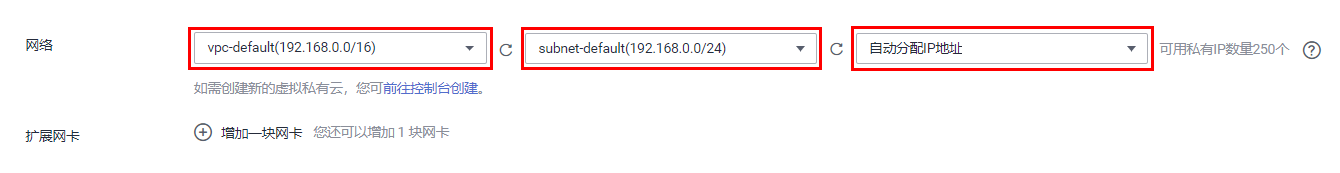 网络 vpc-default(192.168.0.0/16) subnet-default(192.168.0.0/24) 自动分配IP地址 可用私有IP数量250个
如需创建新的虚拟私有云，您可前往控制台创建。
扩展网卡 增加一块网卡 您还可以增加 1 块网卡